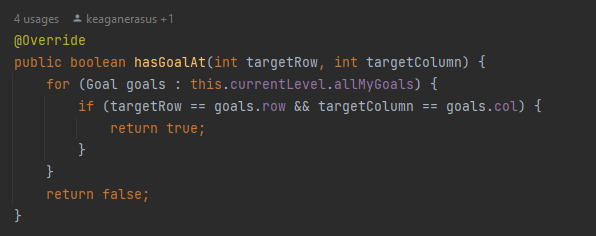 4 usages keaganerasus +1
@Override
public boolean hasGoalAt(int targetRow, int targetColumn) {
    for (Goal goals : this.currentLevel.allMyGoals) {
        if (targetRow == goals.row && targetColumn == goals.col) {
            return true;
        }
    }
    return false;
}